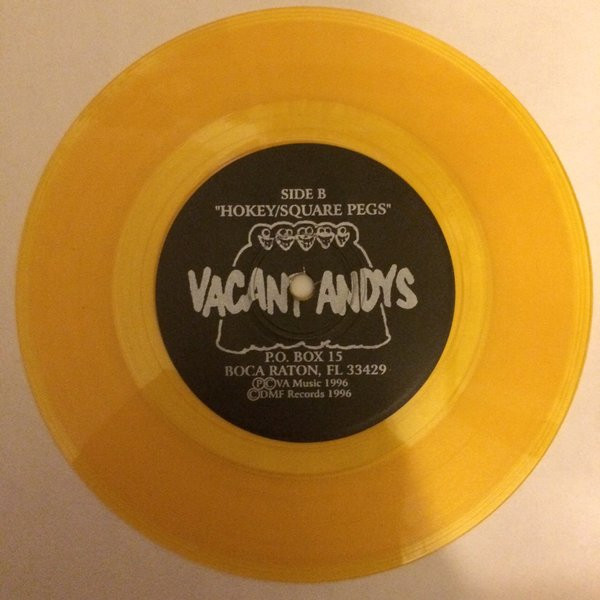 SIDE B
"HOKEY/SQUARE PEGS"
VACANT ANDYS
P.O. BOX 15
BOCA RATON, FL 33429
ⓅⒸVA Music 1996
ⒸDMF Records 1996